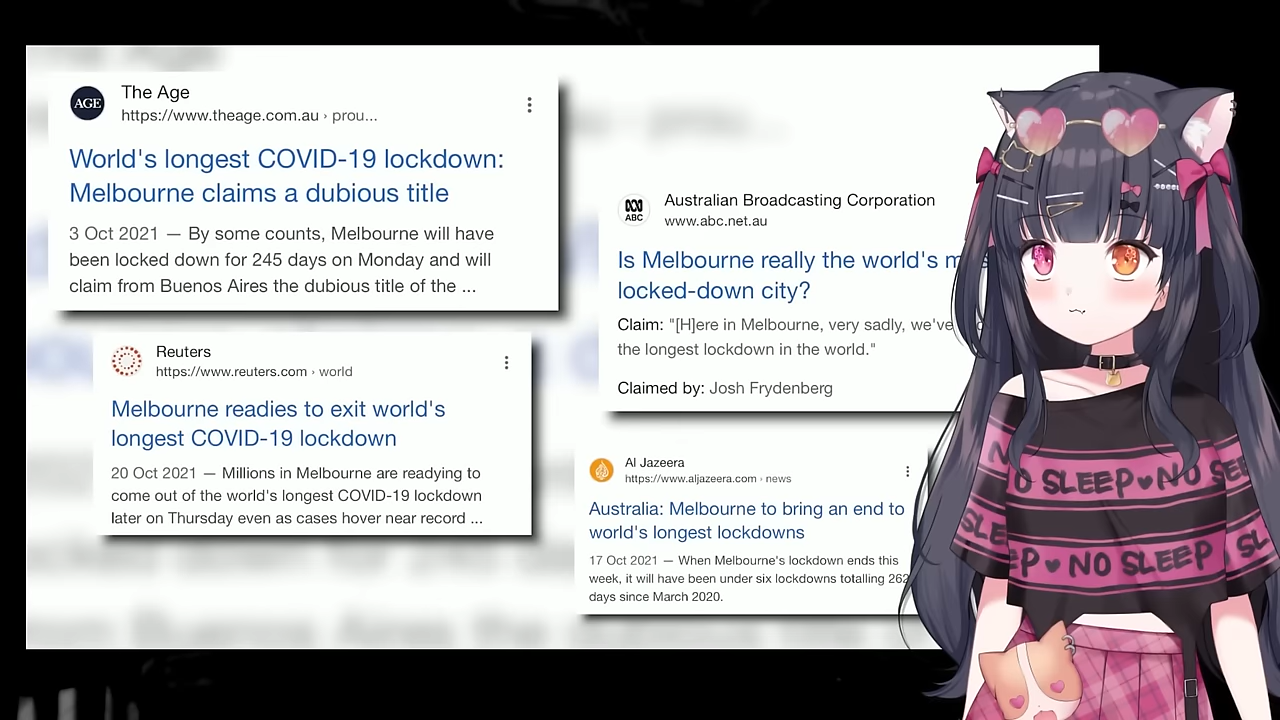 AGE
The Age
https://www.theage.com.au › prou...
World's longest COVID-19 lockdown:
Melbourne claims a dubious title
3 Oct 2021 — By some counts, Melbourne will have
been locked down for 245 days on Monday and will
claim from Buenos Aires the dubious title of the ...
Reuters
https://www.reuters.com › world
Melbourne readies to exit world's
longest COVID-19 lockdown
20 Oct 2021 — Millions in Melbourne are readying to
come out of the world's longest COVID-19 lockdown
later on Thursday even as cases hover near record ...
ABC
Australian Broadcasting Corporation
www.abc.net.au
Is Melbourne really the world's
locked-down city?
Claim: "[H]ere in Melbourne, very sadly, we've
the longest lockdown in the world."
Claimed by: Josh Frydenberg
Al Jazeera
https://www.aljazeera.com › news
Australia: Melbourne to bring an end to
world's longest lockdowns
17 Oct 2021 — When Melbourne's lockdown ends this
week, it will have been under six lockdowns totalling 262
days since March 2020.
NO SLEEP NO SEE
SLEEP NO SLEEP SL